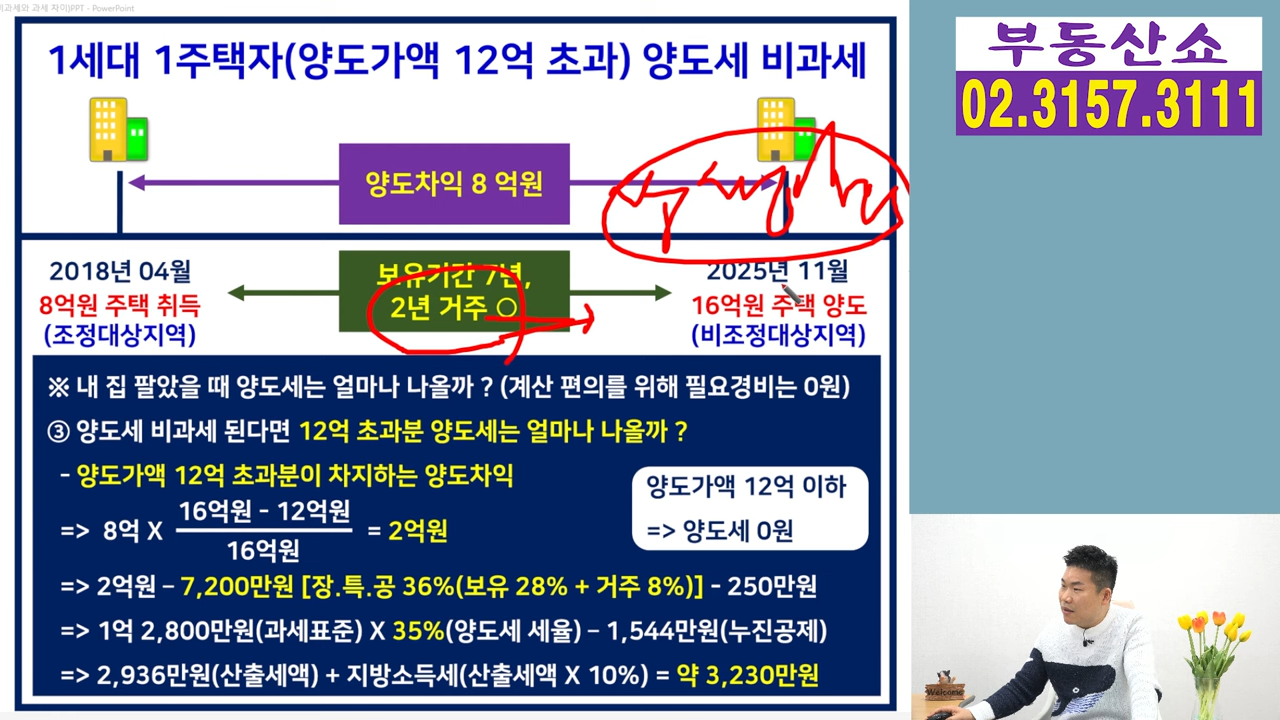 비과세와 과세 차이)PPT - PowerPoint
1세대 1주택자(양도가액 12억 초과) 양도세 비과세
부동산쇼
02.3157.3111
양도차익 8 억원
2018년 04월
8억원 주택 취득
(조정대상지역)
보유기간 7년,
2년 거주 ○
2025년 11월
16억원 주택 양도
(비조정대상지역)
※ 내 집 팔았을 때 양도세는 얼마나 나올까 ? (계산 편의를 위해 필요경비는 0원)
③ 양도세 비과세 된다면 12억 초과분 양도세는 얼마나 나올까 ?
- 양도가액 12억 초과분이 차지하는 양도차익
=> 8억 X 16억원 - 12억원 = 2억원
16억원
양도가액 12억 이하
=> 양도세 0원
=> 2억원 – 7,200만원 [장.특.공 36%(보유 28% + 거주 8%)] - 250만원
=> 1억 2,800만원(과세표준) X 35%(양도세 세율) – 1,544만원(누진공제)
=> 2,936만원(산출세액) + 지방소득세(산출세액 X 10%) = 약 3,230만원
Welcome